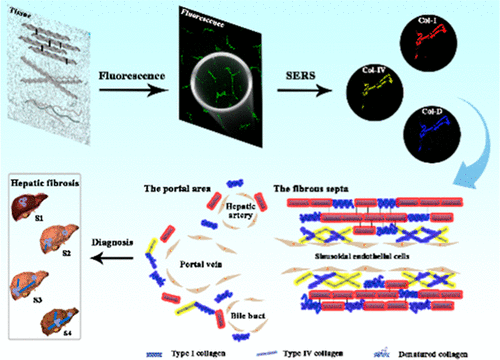 Tissue
Fluorescence
Fluorescence
SERS
Col-I
Col-IV
Col-D
Hepatic fibrosis
S1
S2
S3
S4
Diagnosis
The portal area
Hepatic
artery
Portal vein
Bile buct
The fibrous septa
Sinusoidal endothelial cells
Type I collagen
Type IV collagen
Denatured collagen